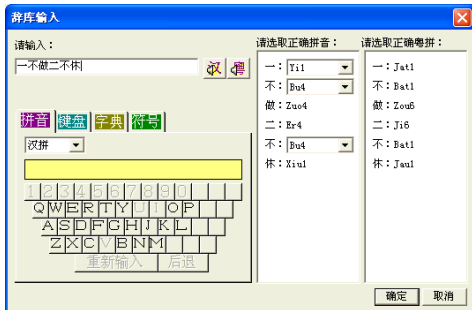 辞库输入
请输入：
一不做二不休
汉 粤
拼音 键盘 字典 符号
汉拼
1 2 3 4 5 6 7 8 9 0
Q W E R T Y U I O P
A S D F G H J K L
Z X C V B N M
重新输入 后退
请选取正确拼音：
一：Yi1
不：Bu4
做：Zuo4
二：Er4
不：Bu4
休：Xiu1
请选取正确粤拼：
一：Jat1
不：Bat1
做：Zou6
二：Ji6
不：Bat1
休：Jau1
确定 取消